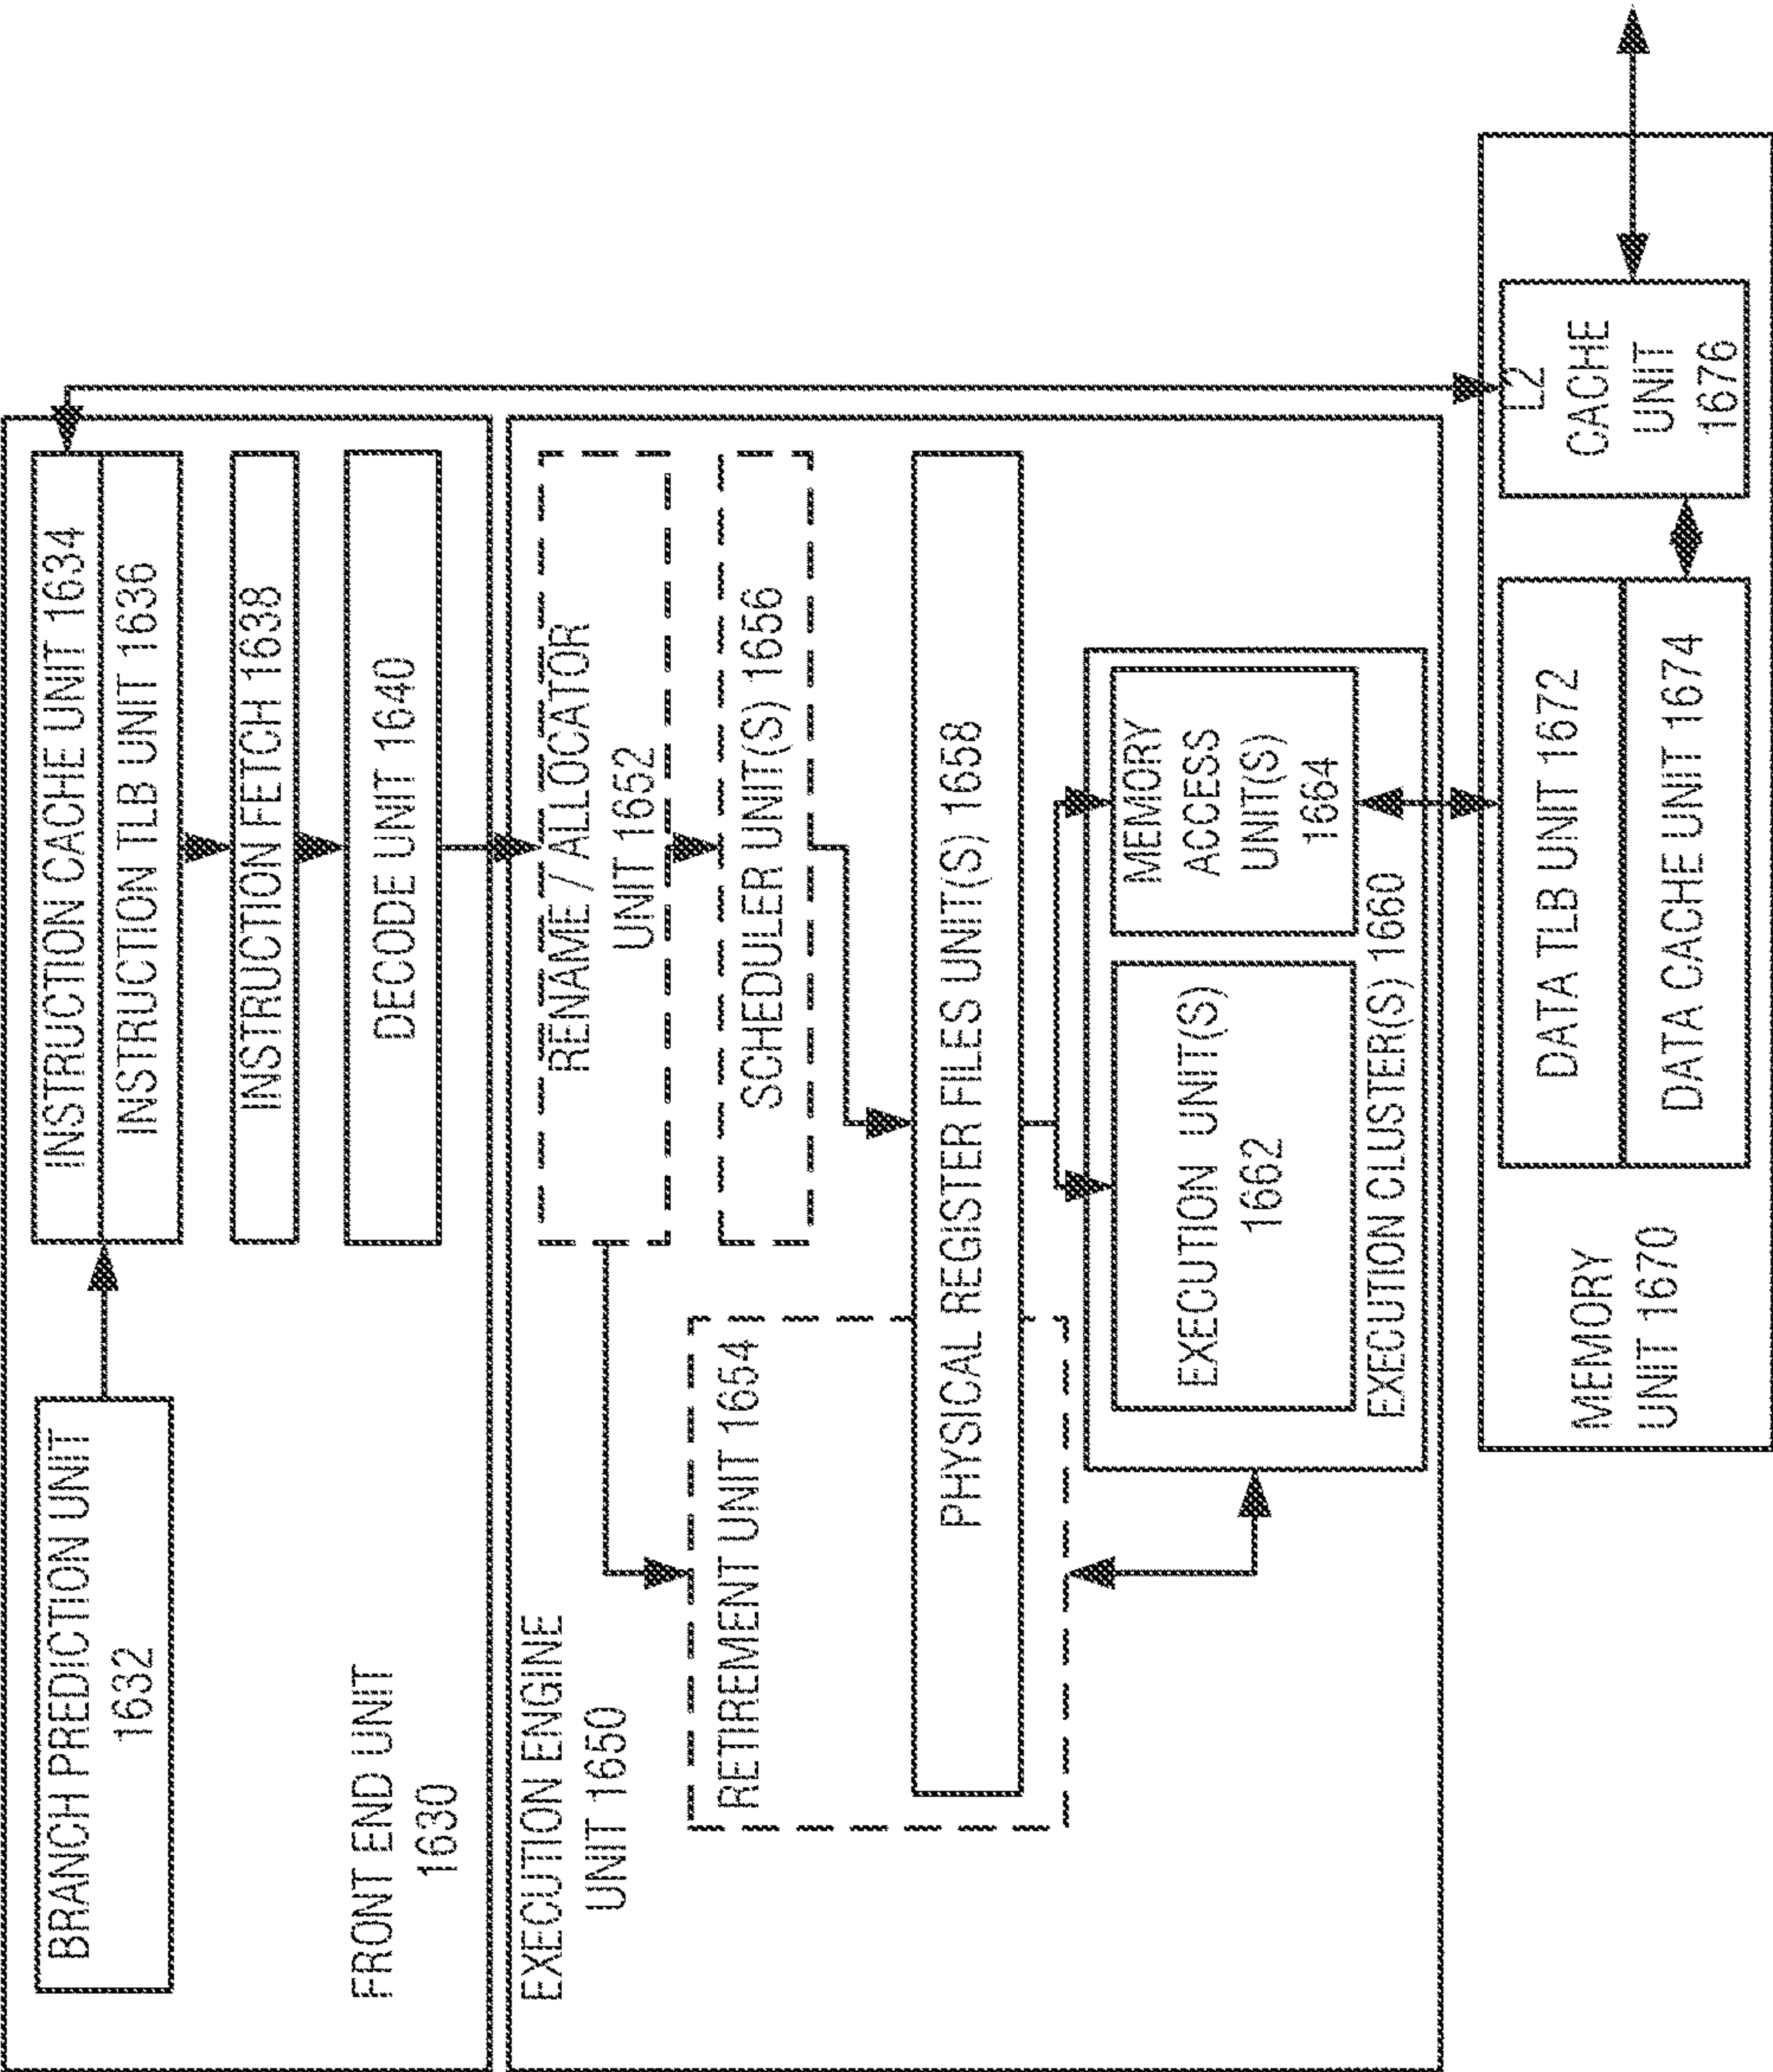 BRANCH PREDICTION UNIT
1632
INSTRUCTION CACHE UNIT 1634
INSTRUCTION TLB UNIT 1636
INSTRUCTION FETCH 1638
DECODE UNIT 1640
FRONT END UNIT
1630
EXECUTION ENGINE
UNIT 1650
RENAME / ALLOCATOR
UNIT 1652
RETIREMENT UNIT 1654
SCHEDULER UNIT(S) 1656
PHYSICAL REGISTER FILES UNIT(S) 1658
EXECUTION UNIT(S)
1662
MEMORY
ACCESS
UNIT(S)
1664
EXECUTION CLUSTER(S) 1660
MEMORY
UNIT 1670
DATA TLB UNIT 1672
DATA CACHE UNIT 1674
L2
CACHE
UNIT
1676